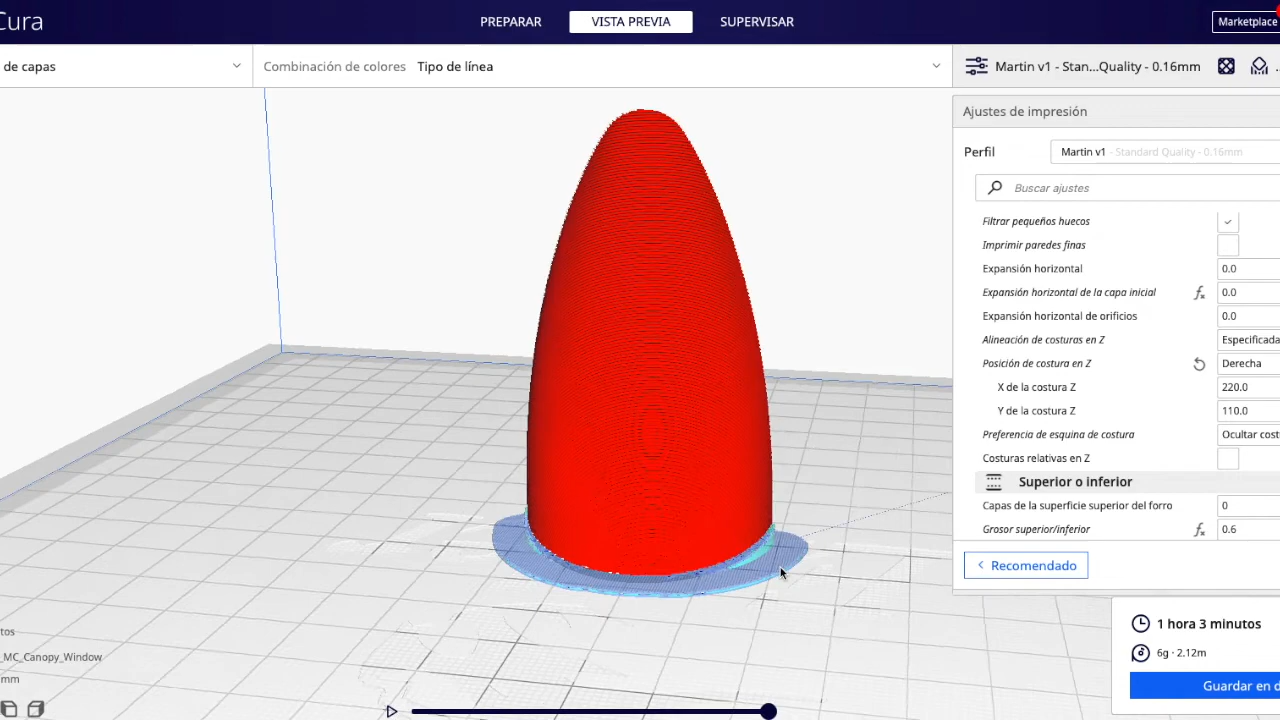 Cura
PREPARAR
VISTA PREVIA
SUPERVISAR
Marketplace
de capas
Combinación de colores
Tipo de línea
Martin v1 - Stan...Quality - 0.16mm
Ajustes de impresión
Perfil
Martin v1 - Standard Quality - 0.16mm
Buscar ajustes
Filtrar pequeños huecos
Imprimir paredes finas
Expansión horizontal
0.0
Expansión horizontal de la capa inicial
0.0
Expansión horizontal de orificios
0.0
Alineación de costuras en Z
Especificada
Posición de costura en Z
Derecha
X de la costura Z
220.0
Y de la costura Z
110.0
Preferencia de esquina de costura
Ocultar cost
Costuras relativas en Z
Superior o inferior
Capas de la superficie superior del forro
0
Grosor superior/inferior
0.6
Recomendado
tos
_MC_Canopy_Window
mm
1 hora 3 minutos
6g · 2.12m
Guardar en d